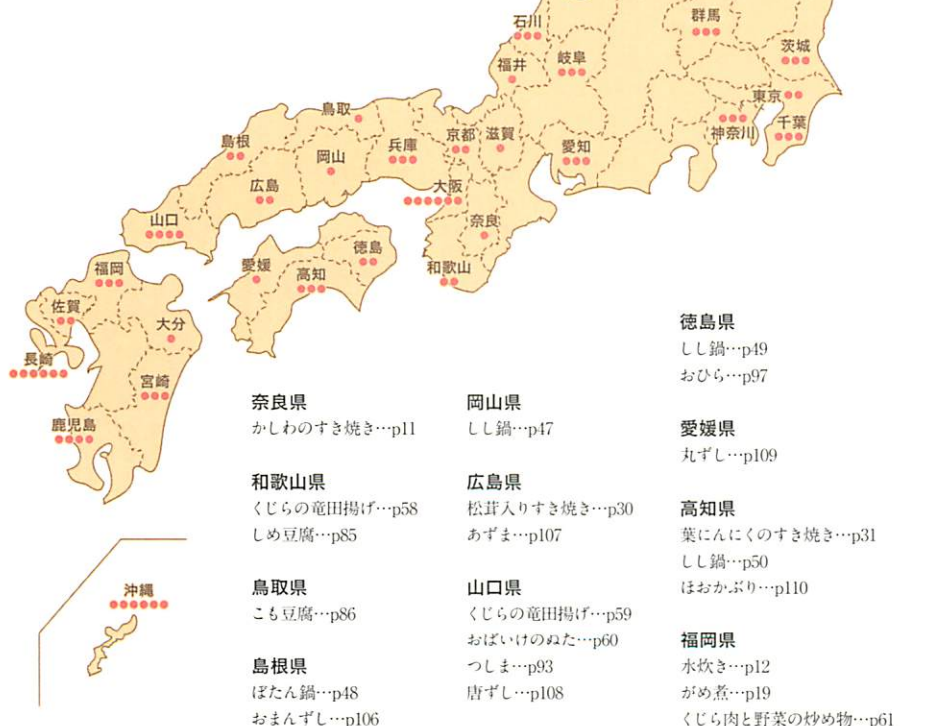 石川
群馬
福井
岐阜
茨城
東京
神奈川
千葉
鳥取
島根
岡山
兵庫
京都
滋賀
愛知
広島
大阪
山口
奈良
徳島
愛媛
高知
和歌山
福岡
佐賀
大分
長崎
宮崎
鹿児島
沖縄
奈良県
かしわのすき焼き…p11
和歌山県
くじらの竜田揚げ…p58
しめ豆腐…p85
鳥取県
こも豆腐…p86
島根県
ぼたん鍋…p48
おまんずし…p106
岡山県
しし鍋…p47
広島県
松茸入りすき焼き…p30
あずま…p107
山口県
くじらの竜田揚げ…p59
おばいけのぬた…p60
つしま…p93
唐ずし…p108
徳島県
しし鍋…p49
おひら…p97
愛媛県
丸ずし…p109
高知県
葉にんにくのすき焼き…p31
しし鍋…p50
ほおかぶり…p110
福岡県
水炊き…p12
がめ煮…p19
くじら肉と野菜の炒め物…p61